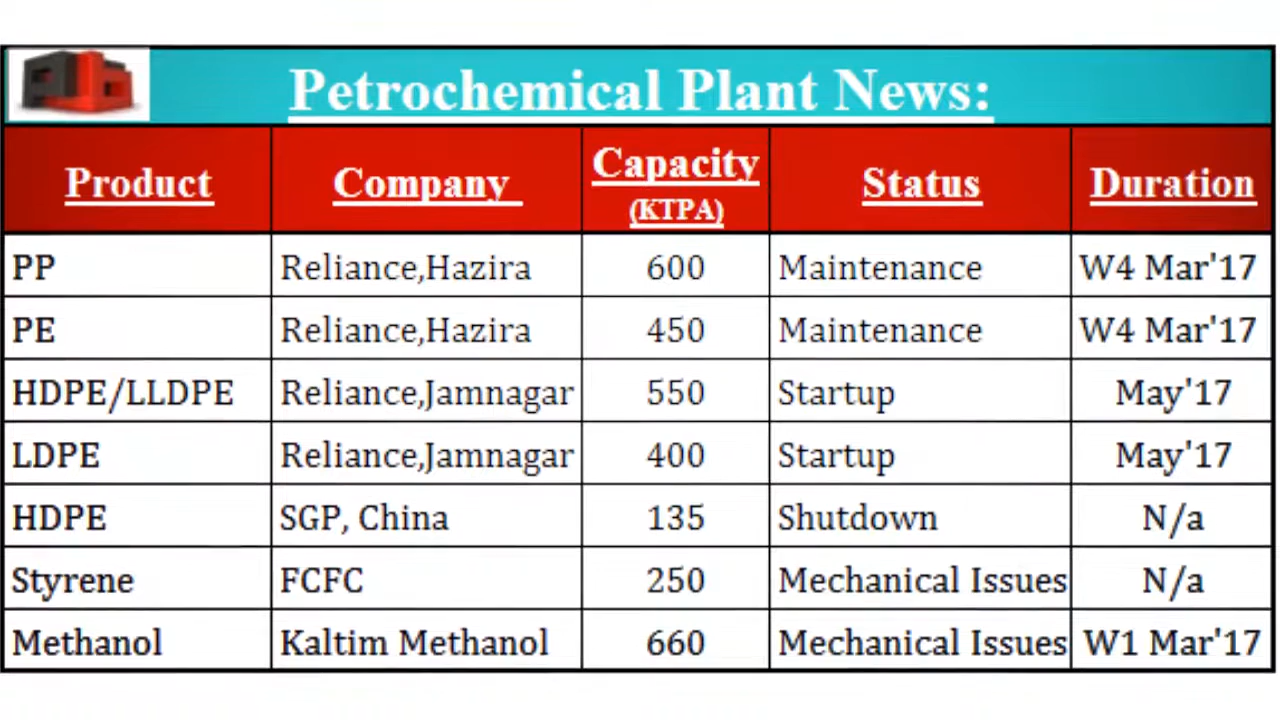 Petrochemical Plant News:
Product Company Capacity (KTPA) Status Duration
PP Reliance,Hazira 600 Maintenance W4 Mar'17
PE Reliance,Hazira 450 Maintenance W4 Mar'17
HDPE/LLDPE Reliance,Jamnagar 550 Startup May'17
LDPE Reliance,Jamnagar 400 Startup May'17
HDPE SGP, China 135 Shutdown N/a
Styrene FCFC 250 Mechanical Issues N/a
Methanol Kaltim Methanol 660 Mechanical Issues W1 Mar'17